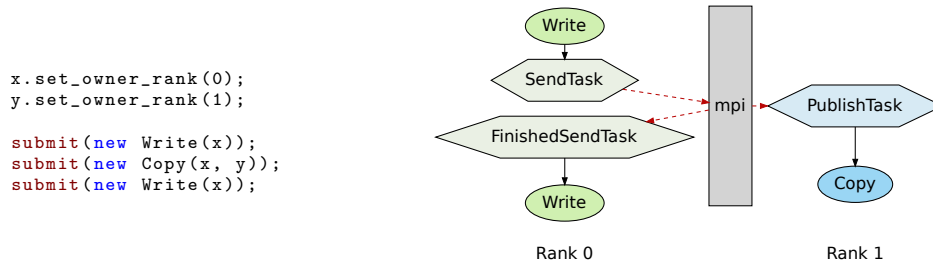 x.set_owner_rank(0);
y.set_owner_rank(1);
submit(new Write(x));
submit(new Copy(x, y));
submit(new Write(x));
Write
SendTask
mpi
PublishTask
FinishedSendTask
Copy
Write
Rank 0
Rank 1